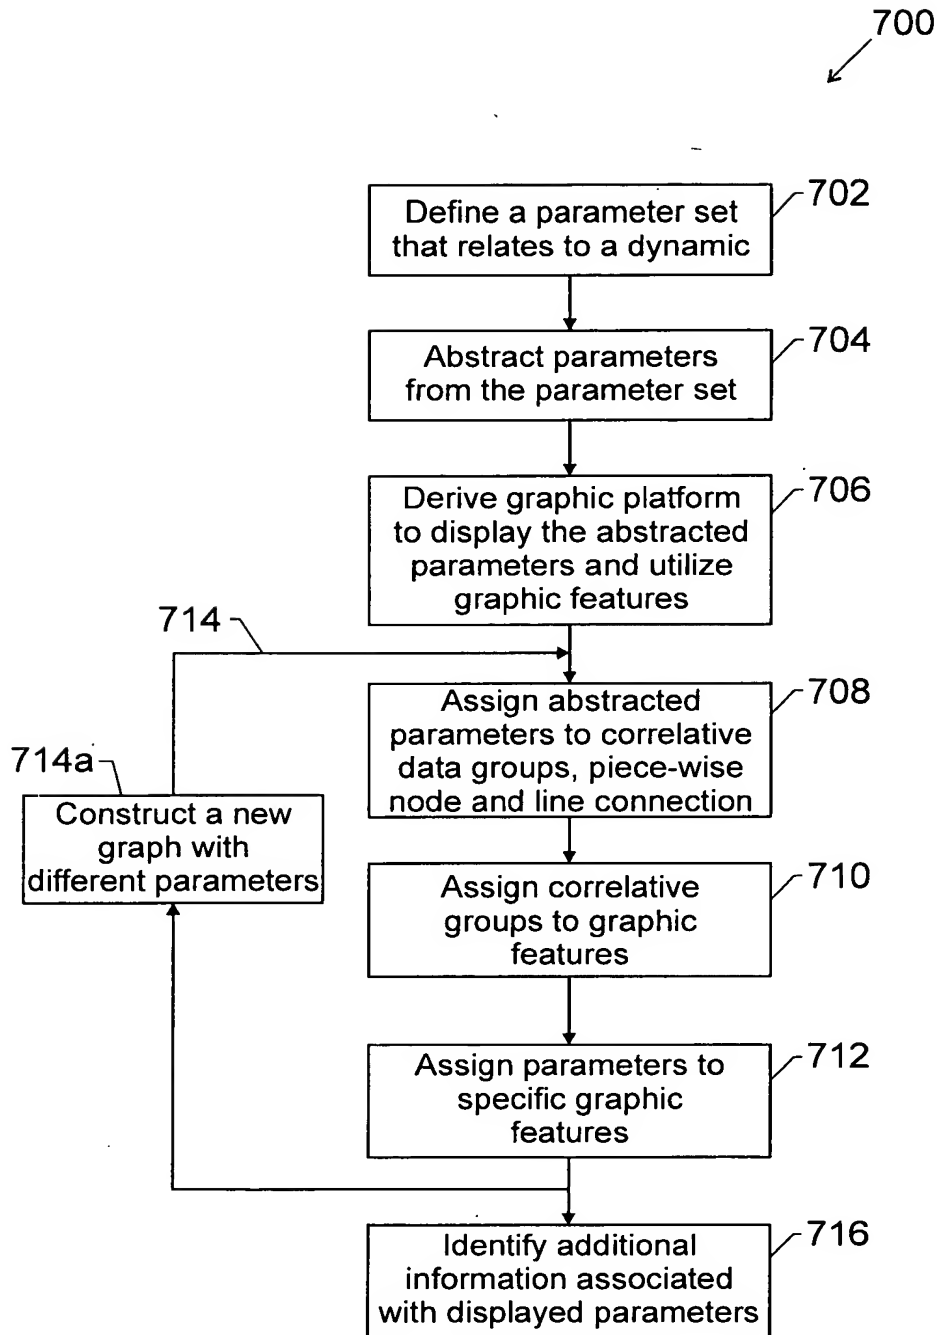 700
702
Define a parameter set
that relates to a dynamic
704
Abstract parameters
from the parameter set
706
Derive graphic platform
to display the abstracted
parameters and utilize
graphic features
714
708
Assign abstracted
parameters to correlative
data groups, piece-wise
node and line connection
714a
Construct a new
graph with
different parameters
710
Assign correlative
groups to graphic
features
712
Assign parameters to
specific graphic
features
716
Identify additional
information associated
with displayed parameters